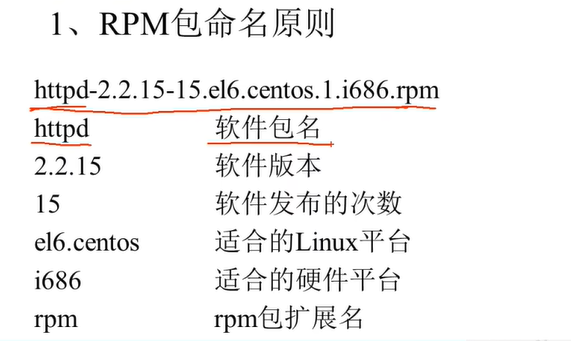 1、RPM包命名原则
httpd-2.2.15-15.el6.centos.1.i686.rpm
httpd 软件包名
2.2.15 软件版本
15 软件发布的次数
el6.centos 适合的Linux平台
i686 适合的硬件平台
rpm rpm包扩展名